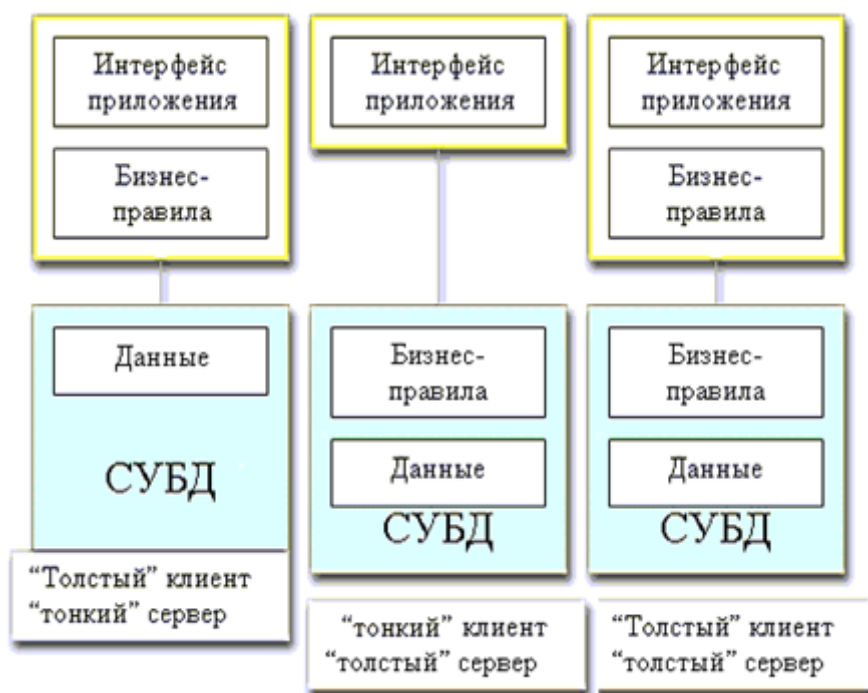 Интерфейс
приложения
Бизнес-
правила
Данные
СУБД
“Толстый” клиент
“тонкий” сервер
Интерфейс
приложения
Бизнес-
правила
Данные
СУБД
“тонкий” клиент
“толстый” сервер
Интерфейс
приложения
Бизнес-
правила
Бизнес-
правила
Данные
СУБД
“Толстый” клиент
“толстый” сервер